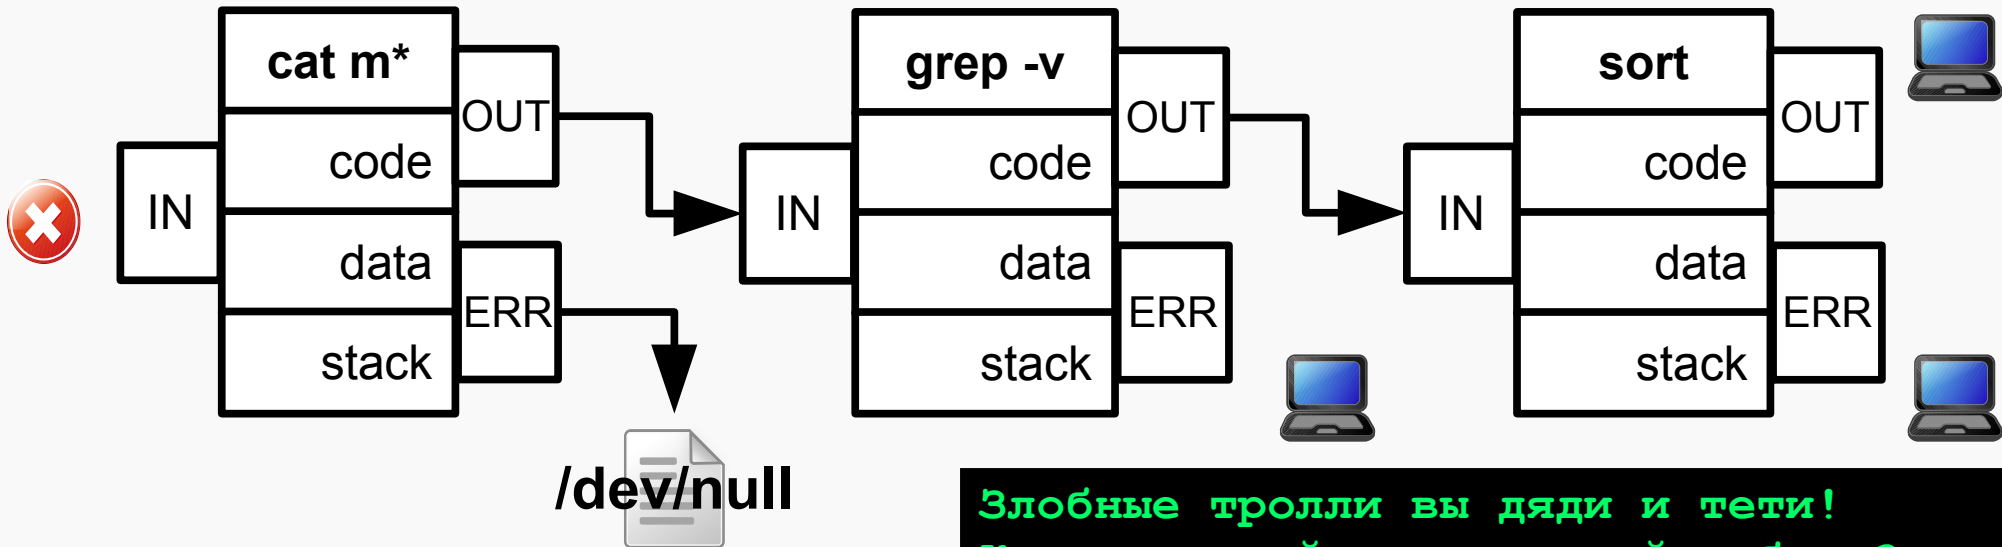 cat m*
grep -v
sort
OUT
OUT
OUT
code
code
code
IN
IN
IN
data
data
data
ERR
ERR
ERR
stack
stack
stack
/dev/null
Злобные тролли вы дяди и тети!